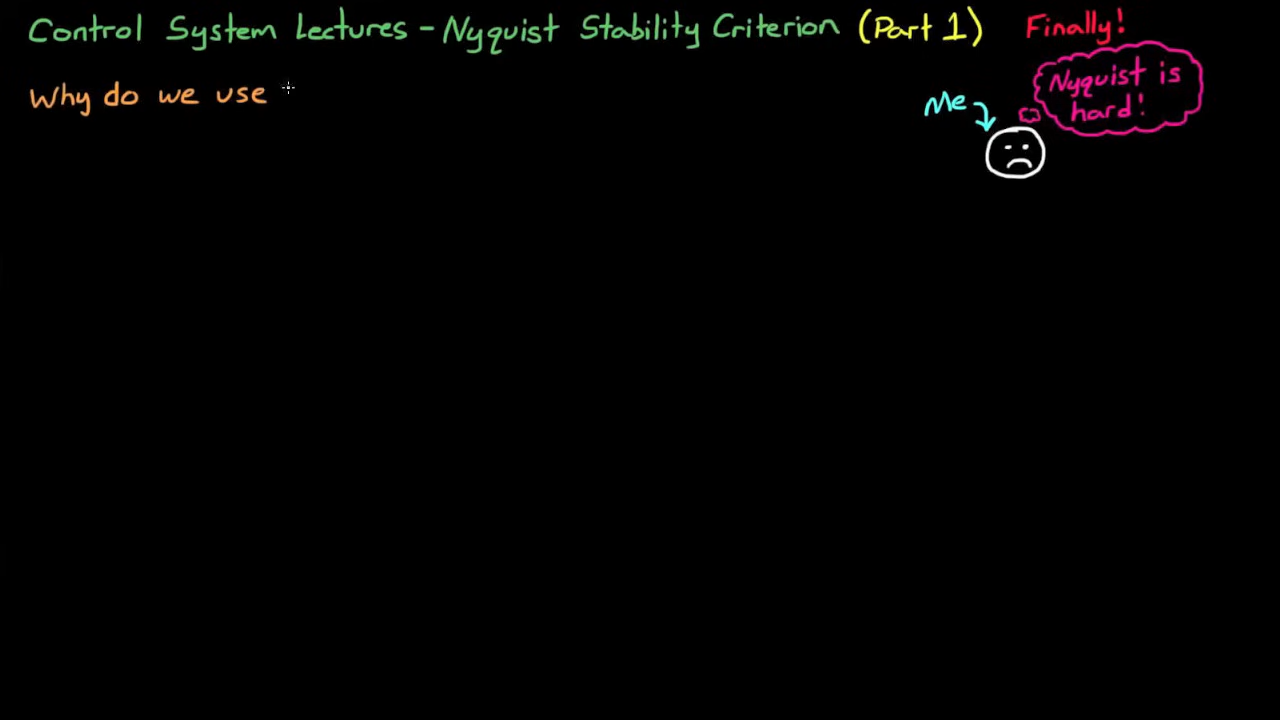 Control System Lectures - Nyquist Stability Criterion (Part 1) Finally!
Why do we use
Me
Nyquist is
hard!